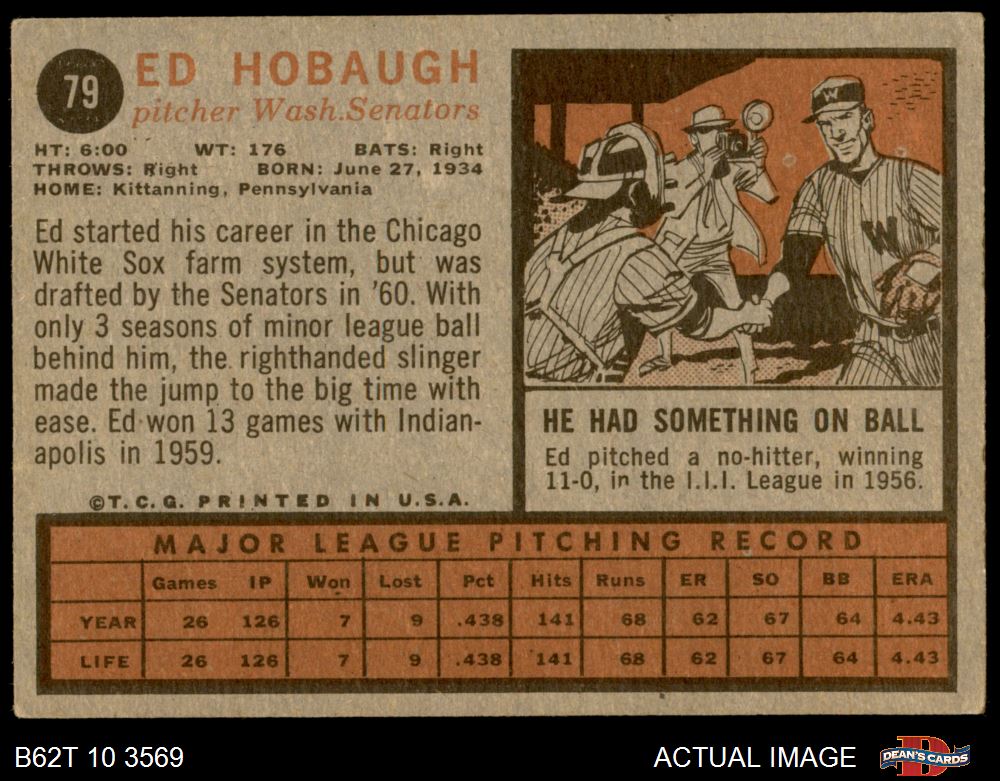 79
ED HOBAUGH
pitcher Wash.Senators
HT: 6:00 WT: 176 BATS: Right
THROWS: Right BORN: June 27, 1934
HOME: Kittanning, Pennsylvania
Ed started his career in the Chicago
White Sox farm system, but was
drafted by the Senators in '60. With
only 3 seasons of minor league ball
behind him, the righthanded slinger
made the jump to the big time with
ease. Ed won 13 games with Indian-
apolis in 1959.
©T.C.G. PRINTED IN U.S.A.
W
W
HE HAD SOMETHING ON BALL
Ed pitched a no-hitter, winning
11-0, in the I.I.I. League in 1956.
MAJOR LEAGUE PITCHING RECORD
Games IP Won Lost Pct Hits Runs ER SO BB ERA
YEAR 26 126 7 9 .438 141 68 62 67 64 4.43
LIFE 26 126 7 9 .438 141 68 62 67 64 4.43
B62T 10 3569
ACTUAL IMAGE
D
DEAN'S CARDS